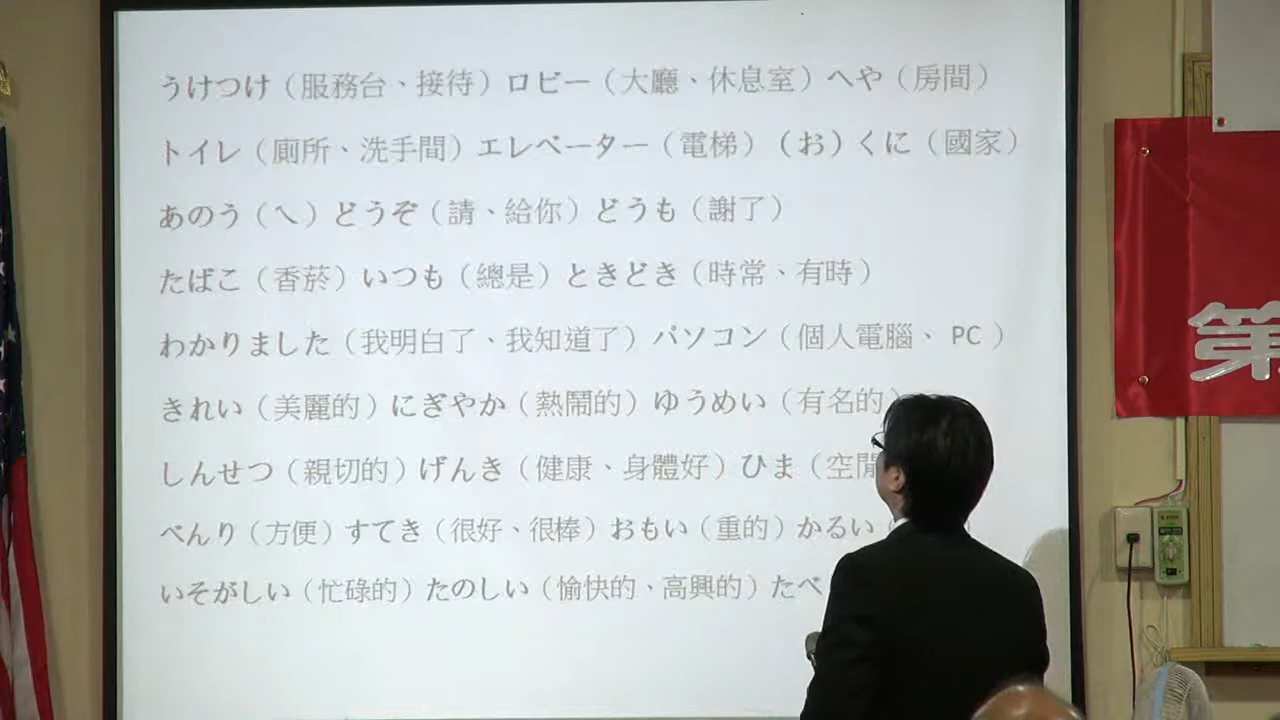 うけつけ（服務台、接待）ロビー（大廳、休息室）へや（房間）
トイレ（廁所、洗手間）エレベーター（電梯）（お）くに（國家）
あのう（ㄟ）どうぞ（請、給你）どうも（謝了）
たばこ（香菸）いつも（總是）ときどき（時常、有時）
わかりました（我明白了、我知道了）パソコン（個人電腦、PC）
きれい（美麗的）にぎやか（熱鬧的）ゆうめい（有名的）
しんせつ（親切的）げんき（健康、身體好）ひま（空閒
べんり（方便）すてき（很好、很棒）おもい（重的）かるい（
いそがしい（忙碌的）たのしい（愉快的、高興的）たべ
第